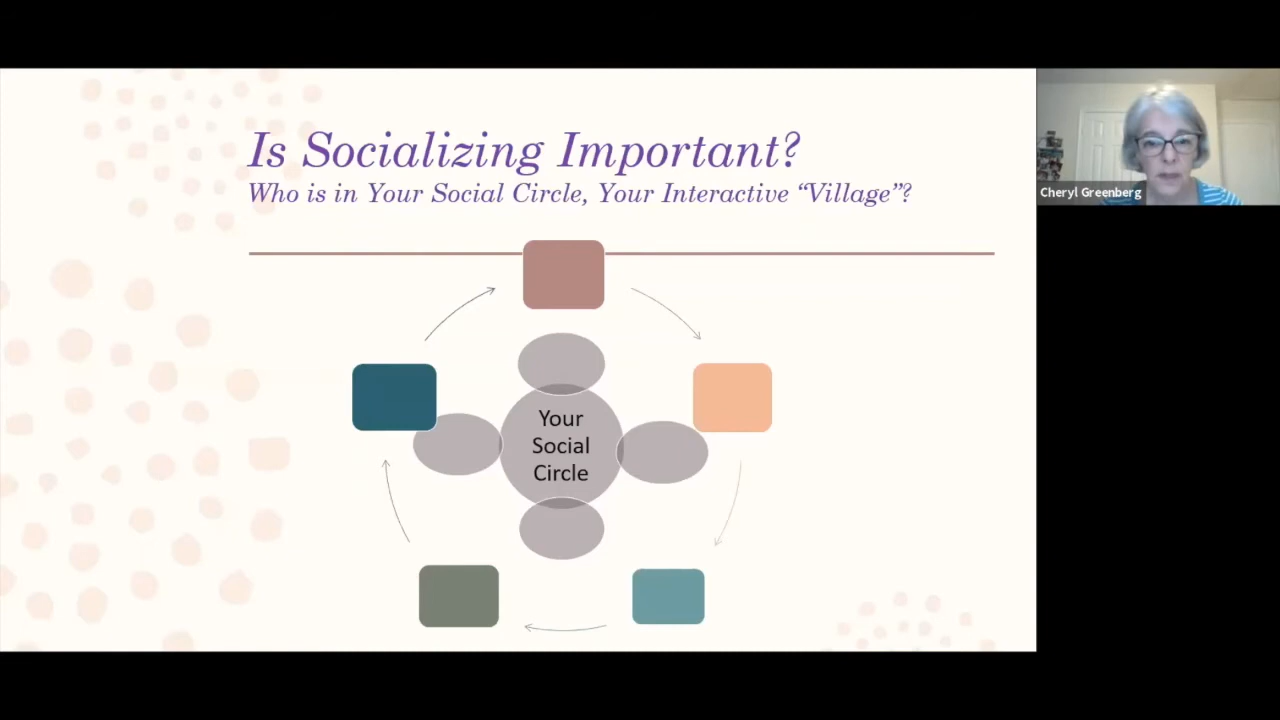 Is Socializing Important?
Who is in Your Social Circle, Your Interactive “Village”?
Cheryl Greenberg
Your
Social
Circle